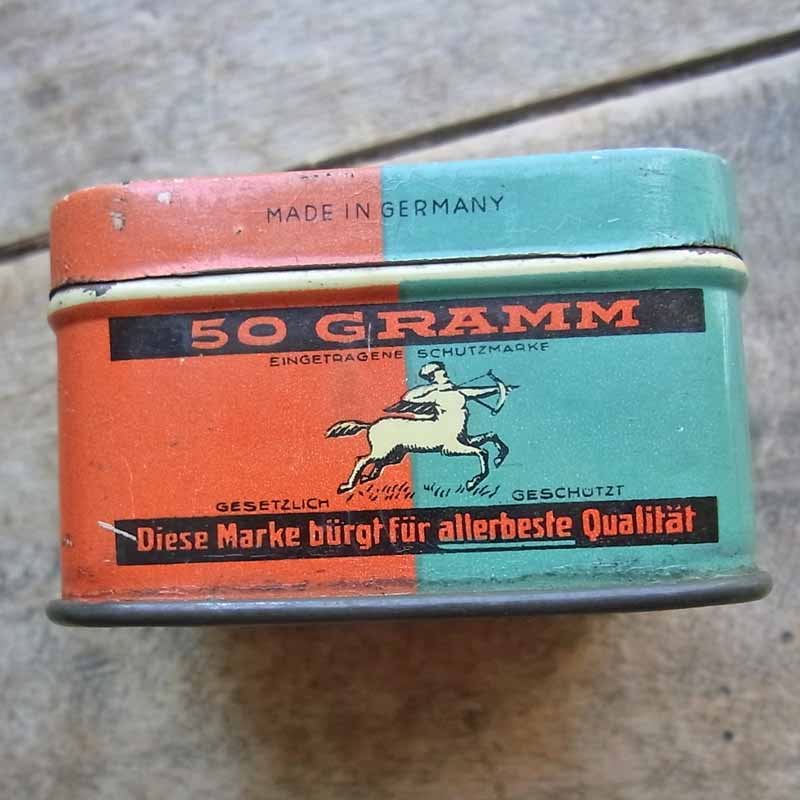 MADE IN GERMANY
50 GRAMM
EINGETRAGENE SCHUTZMARKE
GESETZLICH GESCHÜTZT
Diese Marke bürgt für allerbeste Qualität